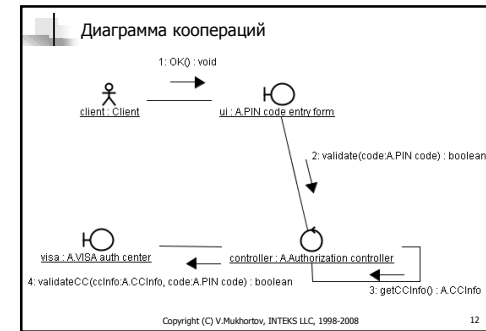 Диаграмма коопераций
1: OK() : void
client : Client
ui : A.PIN code entry form
2: validate(code:A.PIN code) : boolean
visa : A.VISA auth center
controller : A.Authorization controller
4: validateCC(ccInfo:A.CCInfo, code:A.PIN code) : boolean
3: getCCInfo() : A.CCInfo
Copyright (C) V.Mukhortov, INTEKS LLC, 1998-2008
12